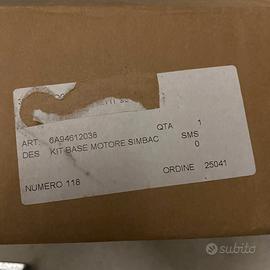 ART: 6A94612038 QTA 1
DES KIT BASE MOTORE SIMBAC SMS
0
NUMERO 118 ORDINE 25041
subito